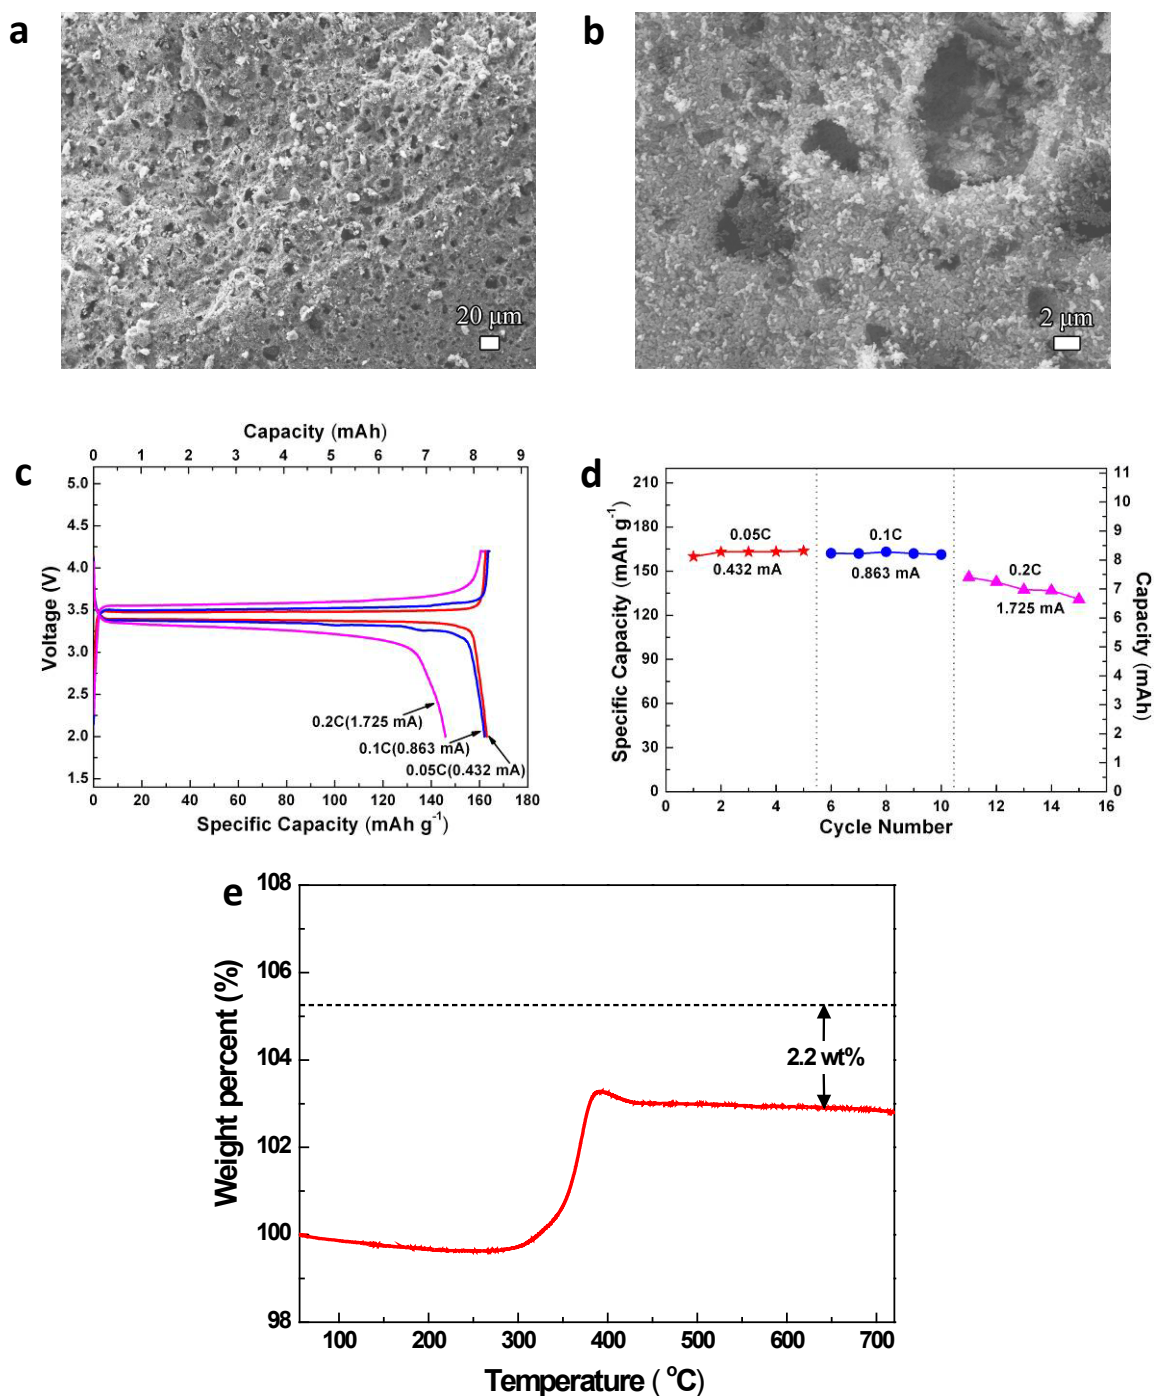 a
b
20 μm
2 μm
c
Capacity (mAh)
0 1 2 3 4 5 6 7 8 9
5.0
4.5
4.0
3.5
3.0
2.5
2.0
1.5
Voltage (V)
0.2C(1.725 mA)
0.1C(0.863 mA)
0.05C(0.432 mA)
0 20 40 60 80 100 120 140 160 180
Specific Capacity (mAh g⁻¹)
d
210
180
150
120
90
60
30
0
Specific Capacity (mAh g⁻¹)
0.05C
0.432 mA
0.1C
0.863 mA
0.2C
1.725 mA
11
10
9
8
7
6
5
4
3
2
1
0
Capacity (mAh)
0 2 4 6 8 10 12 14 16
Cycle Number
e
108
106
104
102
100
98
Weight percent (%)
2.2 wt%
100 200 300 400 500 600 700
Temperature ( °C)